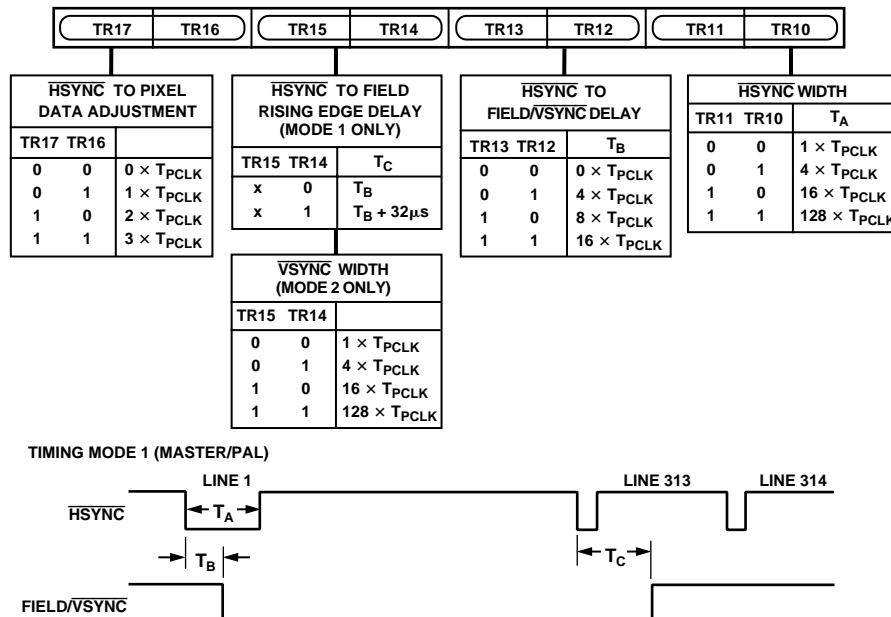 TR17 TR16 TR15 TR14 TR13 TR12 TR11 TR10
HSYNC TO PIXEL
DATA ADJUSTMENT
TR17 TR16
0 0 0 × TPCLK
0 1 1 × TPCLK
1 0 2 × TPCLK
1 1 3 × TPCLK
HSYNC TO FIELD
RISING EDGE DELAY
(MODE 1 ONLY)
TR15 TR14 TC
x 0 TB
x 1 TB + 32µs
VSYNC WIDTH
(MODE 2 ONLY)
TR15 TR14
0 0 1 × TPCLK
0 1 4 × TPCLK
1 0 16 × TPCLK
1 1 128 × TPCLK
HSYNC TO
FIELD/VSYNC DELAY
TR13 TR12 TB
0 0 0 × TPCLK
0 1 4 × TPCLK
1 0 8 × TPCLK
1 1 16 × TPCLK
HSYNC WIDTH
TR11 TR10 TA
0 0 1 × TPCLK
0 1 4 × TPCLK
1 0 16 × TPCLK
1 1 128 × TPCLK
TIMING MODE 1 (MASTER/PAL)
LINE 1 LINE 313 LINE 314
HSYNC TA
TB TC
FIELD/VSYNC